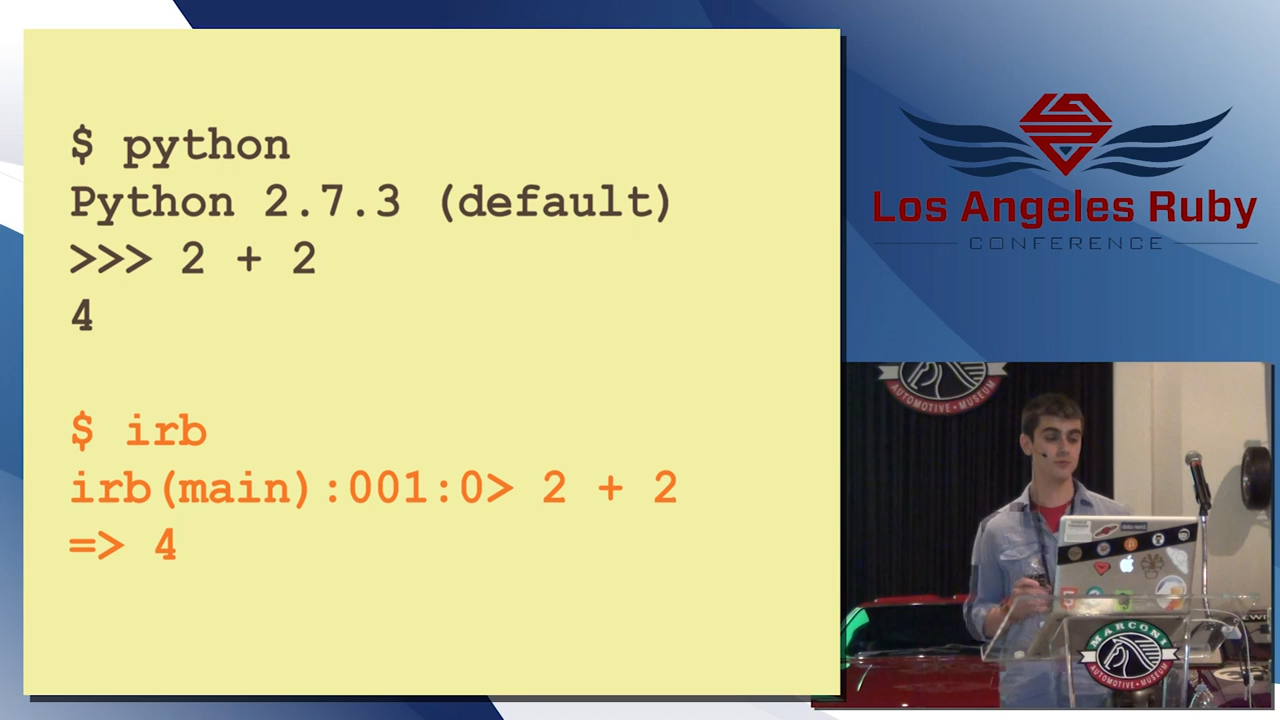 $ python
Python 2.7.3 (default)
>>> 2 + 2
4
$ irb
irb(main):001:0> 2 + 2
=> 4
Los Angeles Ruby
CONFERENCE
AUTOMOTIVE • MUSEUM
MARCONI
AUTOMOTIVE MUSEUM